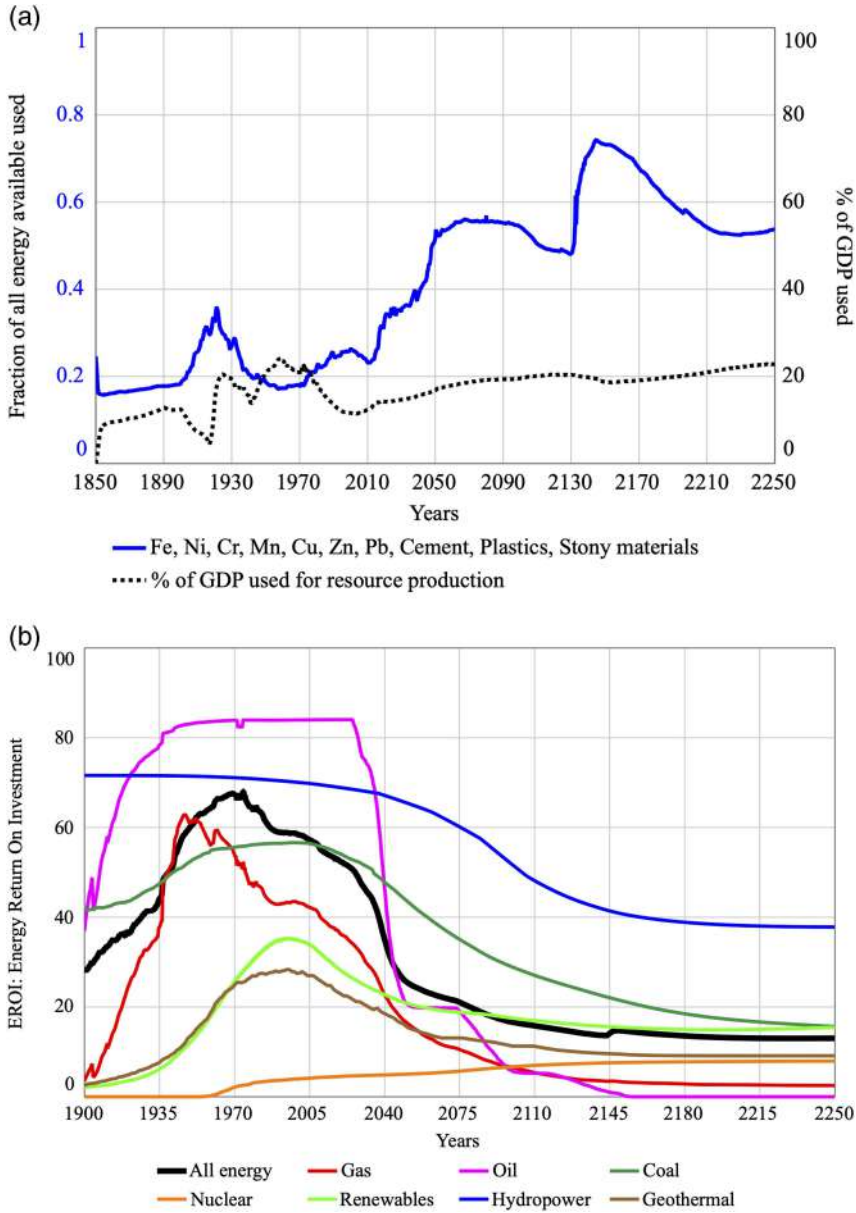 (a)
1
0.8
0.6
0.4
0.2
0
Fraction of all energy available used
100
80
60
40
20
0
% of GDP
used
1850 1890 1930 1970 2010 2050 2090 2130 2170 2210 2250
Years
Fe, Ni, Cr, Mn, Cu, Zn, Pb, Cement, Plastics, Stony materials
% of GDP used for resource production
(b)
100
80
60
40
20
0
EROI: Energy Return On Investment
1900 1935 1970 2005 2040 2075 2110 2145 2180 2215 2250
Years
All energy Gas Oil Coal
Nuclear Renewables Hydropower Geothermal